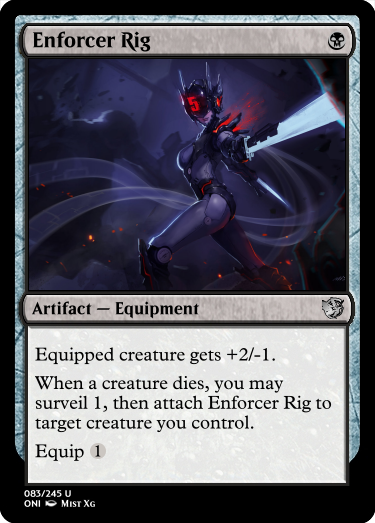 Enforcer Rig
5
Artifact — Equipment
Equipped creature gets +2/-1.
When a creature dies, you may
surveil 1, then attach Enforcer Rig to
target creature you control.
Equip 1
083/245 U
ONI Mist Xg